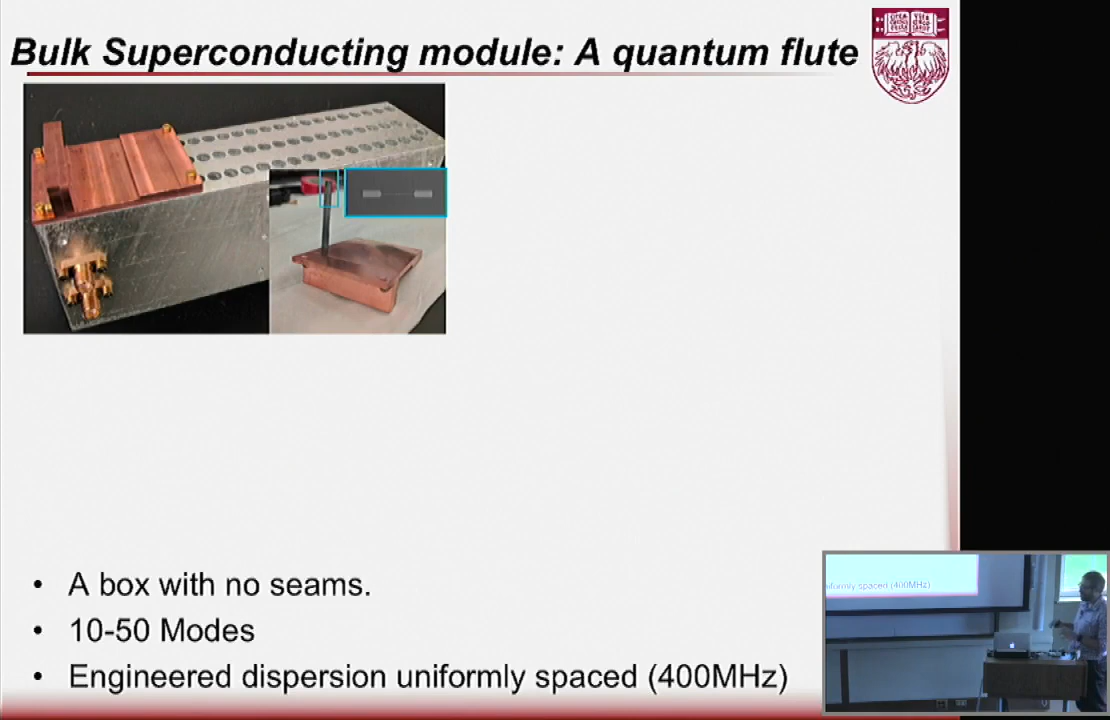 Bulk Superconducting module: A quantum flute
• A box with no seams.
• 10-50 Modes
• Engineered dispersion uniformly spaced (400MHz)
niformly spaced (400MHz)